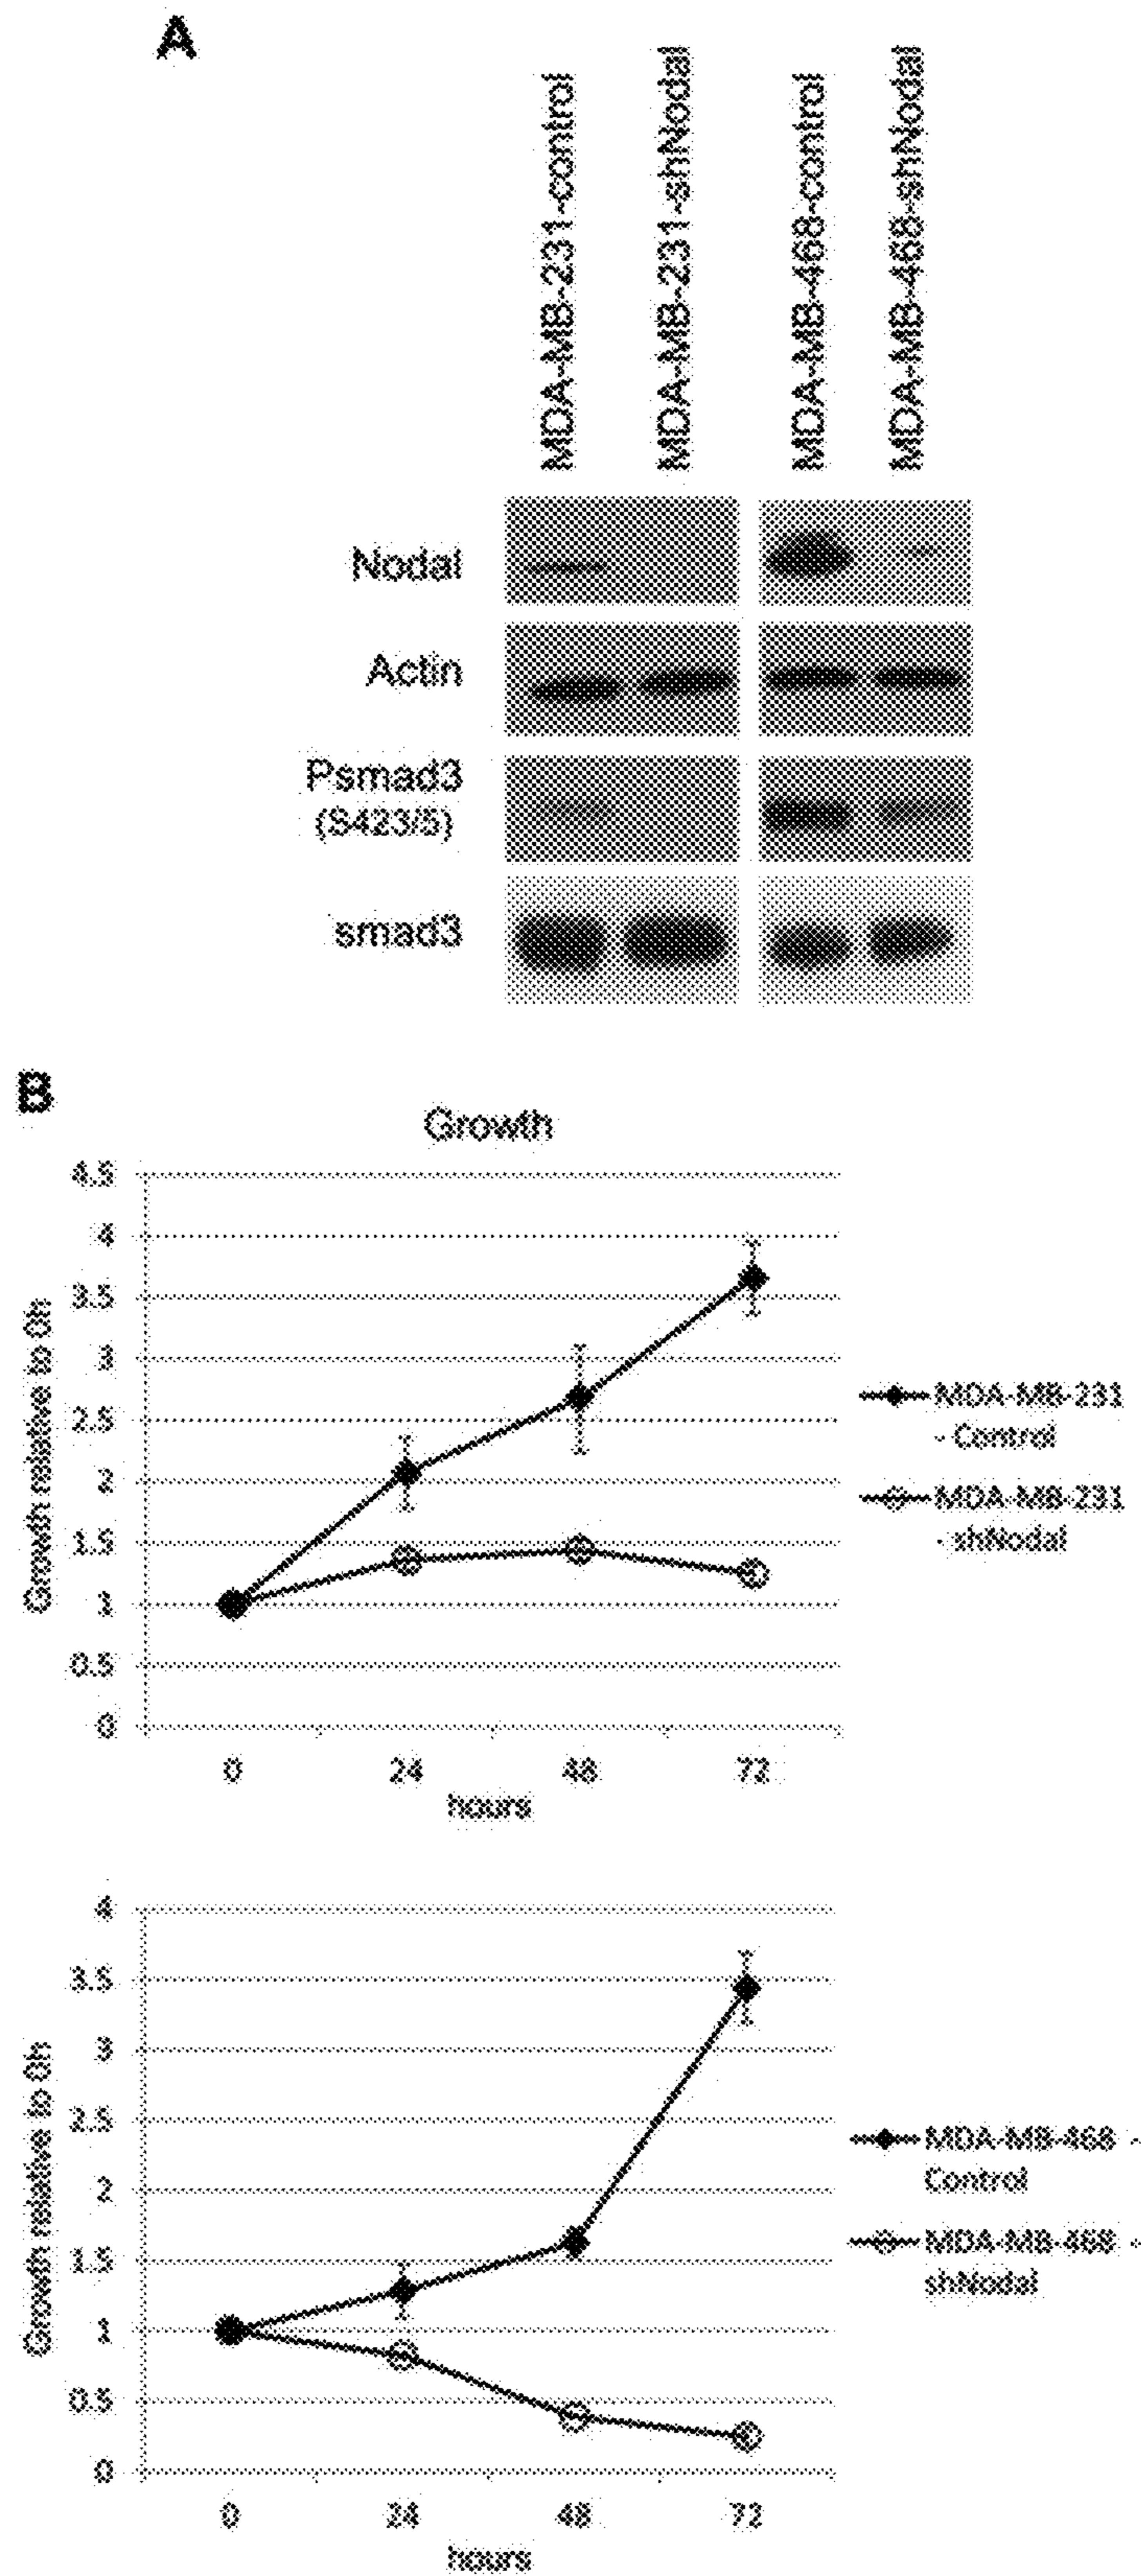 A
MDA-MB-231-control
MDA-MB-231-shNodal
MDA-MB-468-control
MDA-MB-468-shNodal
Nodal
Actin
Psmad3
(S423/5)
smad3
B
Growth
Growth relative to 0h
4.5
4
3.5
3
2.5
2
1.5
1
0.5
0
0 24 48 72
hours
MDA-MB-231
- Control
MDA-MB-231
- shNodal
Growth relative to 0h
4
3.5
3
2.5
2
1.5
1
0.5
0
0 24 48 72
hours
MDA-MB-468 -
Control
MDA-MB-468 -
shNodal